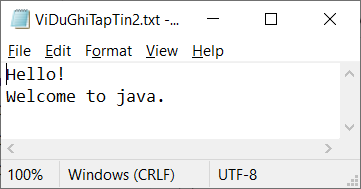 ViDuGhiTapTin2.txt -...
File Edit Format View Help
Hello!
Welcome to java.
100% Windows (CRLF) UTF-8